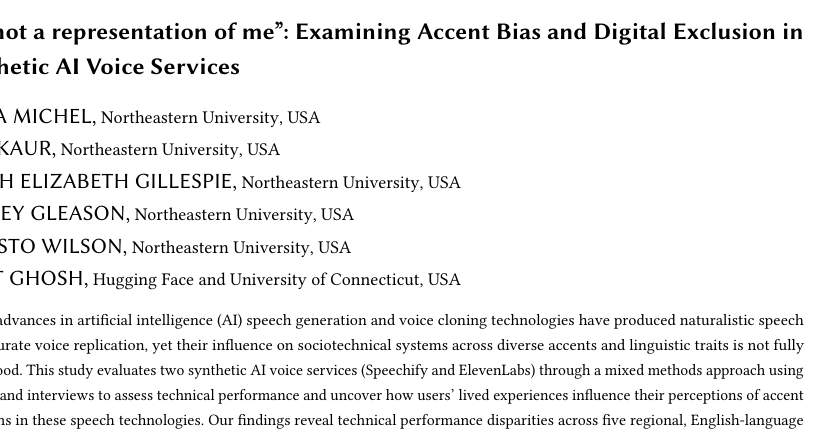 not a representation of me”: Examining Accent Bias and Digital Exclusion in
hetic AI Voice Services
A MICHEL, Northeastern University, USA
KAUR, Northeastern University, USA
H ELIZABETH GILLESPIE, Northeastern University, USA
EY GLEASON, Northeastern University, USA
STO WILSON, Northeastern University, USA
T GHOSH, Hugging Face and University of Connecticut, USA
advances in artificial intelligence (AI) speech generation and voice cloning technologies have produced naturalistic speech
urate voice replication, yet their influence on sociotechnical systems across diverse accents and linguistic traits is not fully
ood. This study evaluates two synthetic AI voice services (Speechify and ElevenLabs) through a mixed methods approach using
and interviews to assess technical performance and uncover how users’ lived experiences influence their perceptions of accent
ns in these speech technologies. Our findings reveal technical performance disparities across five regional, English-language